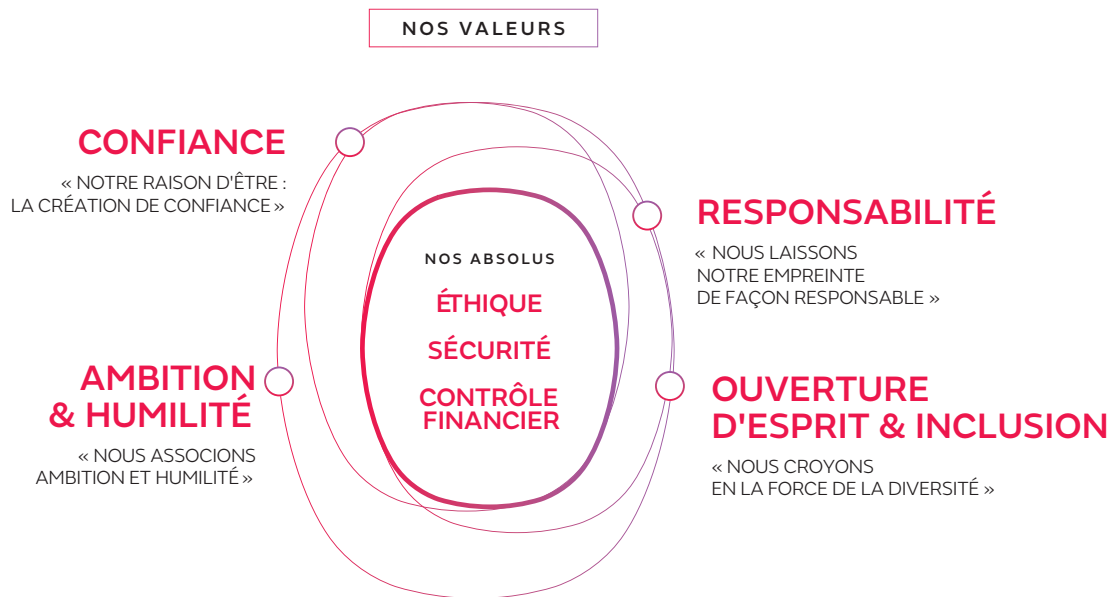 NOS VALEURS
CONFIANCE
« NOTRE RAISON D'ÊTRE :
LA CRÉATION DE CONFIANCE »
RESPONSABILITÉ
« NOUS LAISSONS
NOTRE EMPREINTE
DE FAÇON RESPONSABLE »
NOS ABSOLUS
ÉTHIQUE
SÉCURITÉ
CONTRÔLE
FINANCIER
AMBITION
& HUMILITÉ
« NOUS ASSOCIONS
AMBITION ET HUMILITÉ »
OUVERTURE
D'ESPRIT & INCLUSION
« NOUS CROYONS
EN LA FORCE DE LA DIVERSITÉ »